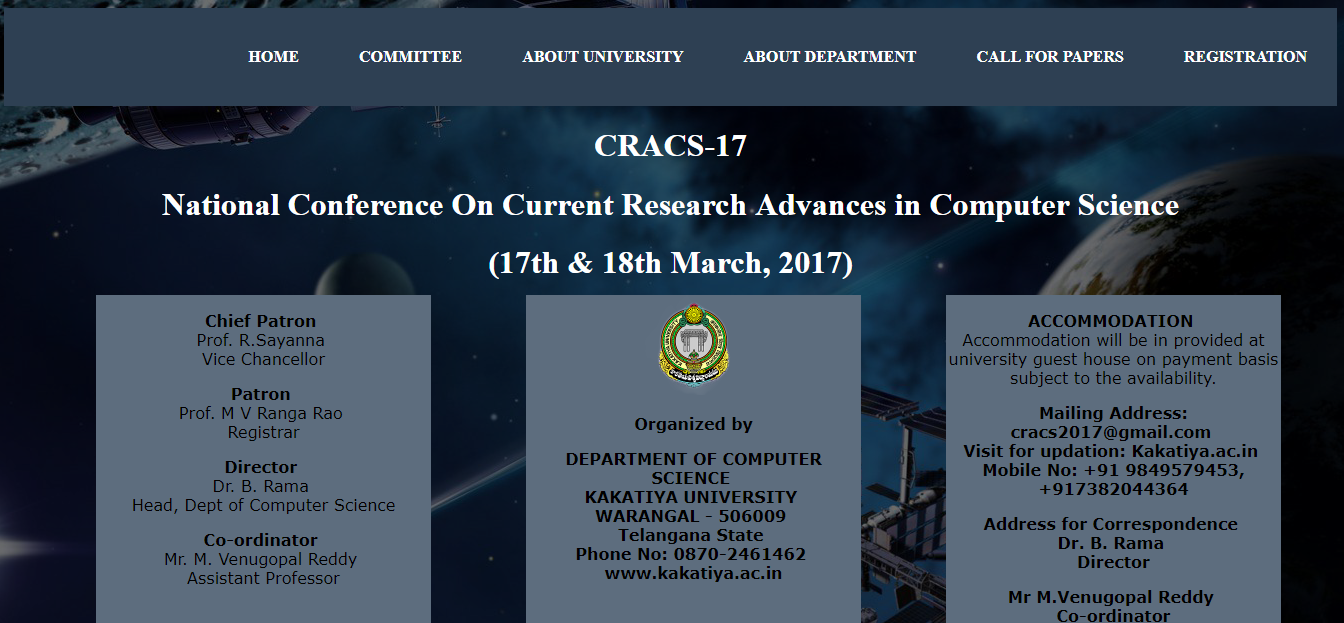 HOME COMMITTEE ABOUT UNIVERSITY ABOUT DEPARTMENT CALL FOR PAPERS REGISTRATION
CRACS-17
National Conference On Current Research Advances in Computer Science
(17th & 18th March, 2017)
Chief Patron
Prof. R.Sayanna
Vice Chancellor
Patron
Prof. M V Ranga Rao
Registrar
Director
Dr. B. Rama
Head, Dept of Computer Science
Co-ordinator
Mr. M. Venugopal Reddy
Assistant Professor
Organized by
DEPARTMENT OF COMPUTER
SCIENCE
KAKATIYA UNIVERSITY
WARANGAL - 506009
Telangana State
Phone No: 0870-2461462
www.kakatiya.ac.in
ACCOMMODATION
Accommodation will be in provided at
university guest house on payment basis
subject to the availability.
Mailing Address:
cracs2017@gmail.com
Visit for updation: Kakatiya.ac.in
Mobile No: +91 9849579453,
+917382044364
Address for Correspondence
Dr. B. Rama
Director
Mr M.Venugopal Reddy
Co-ordinator